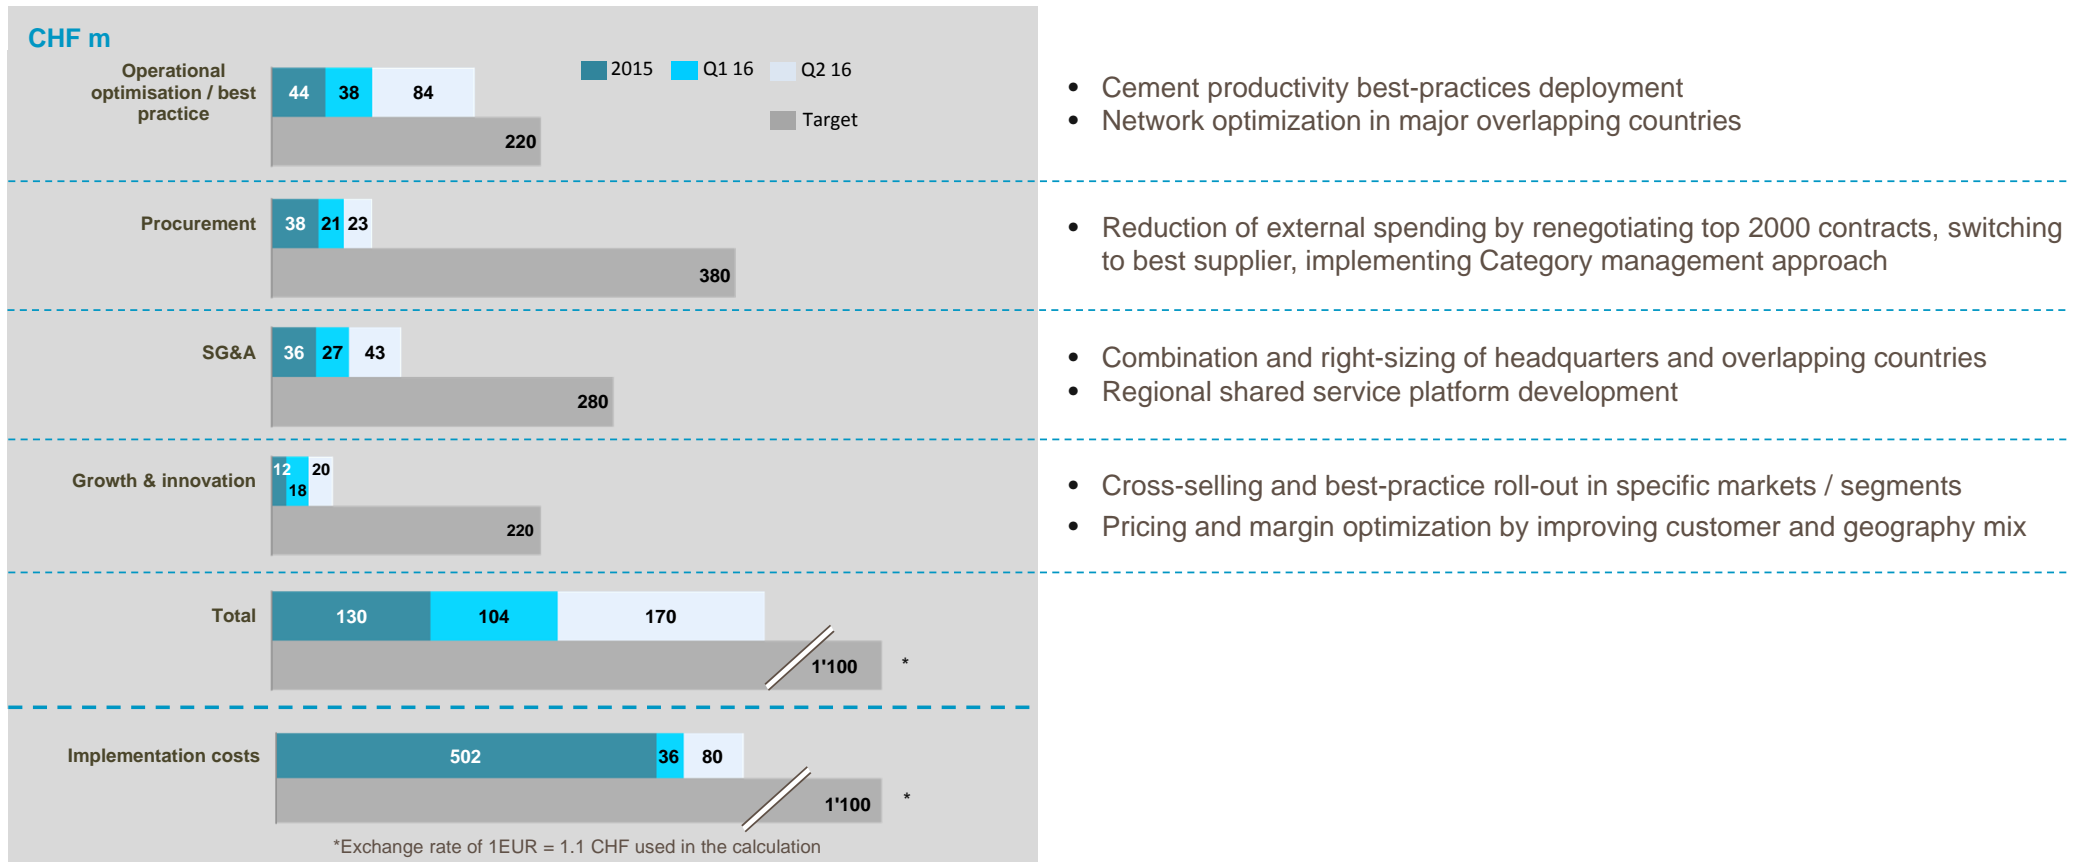 CHF m
2015 Q1 16 Q2 16
Target
Operational
optimisation / best
practice
44 38 84
220
• Cement productivity best-practices deployment
• Network optimization in major overlapping countries
Procurement
38 21 23
380
• Reduction of external spending by renegotiating top 2000 contracts, switching
to best supplier, implementing Category management approach
SG&A
36 27 43
280
• Combination and right-sizing of headquarters and overlapping countries
• Regional shared service platform development
Growth & innovation
12 18 20
220
• Cross-selling and best-practice roll-out in specific markets / segments
• Pricing and margin optimization by improving customer and geography mix
Total
130 104 170
1'100 *
Implementation costs
502 36 80
1'100 *
*Exchange rate of 1EUR = 1.1 CHF used in the calculation